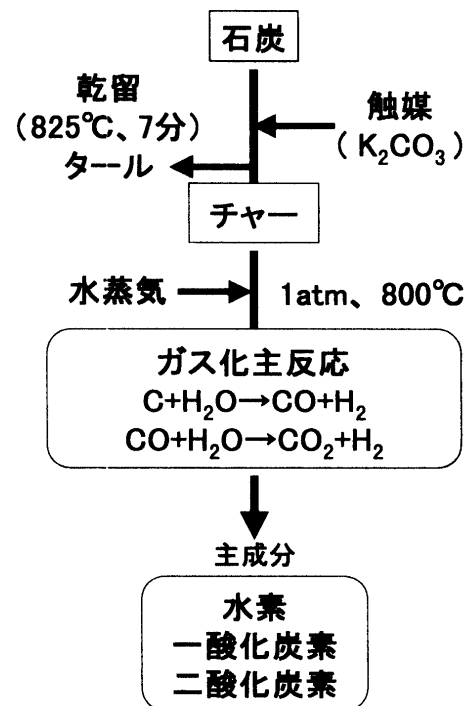 石炭
乾留
（825℃、7分）
タール
触媒
（K₂CO₃）
チャー
水蒸気
1atm、800℃
ガス化主反応
C+H₂O→CO+H₂
CO+H₂O→CO₂+H₂
主成分
水素
一酸化炭素
二酸化炭素